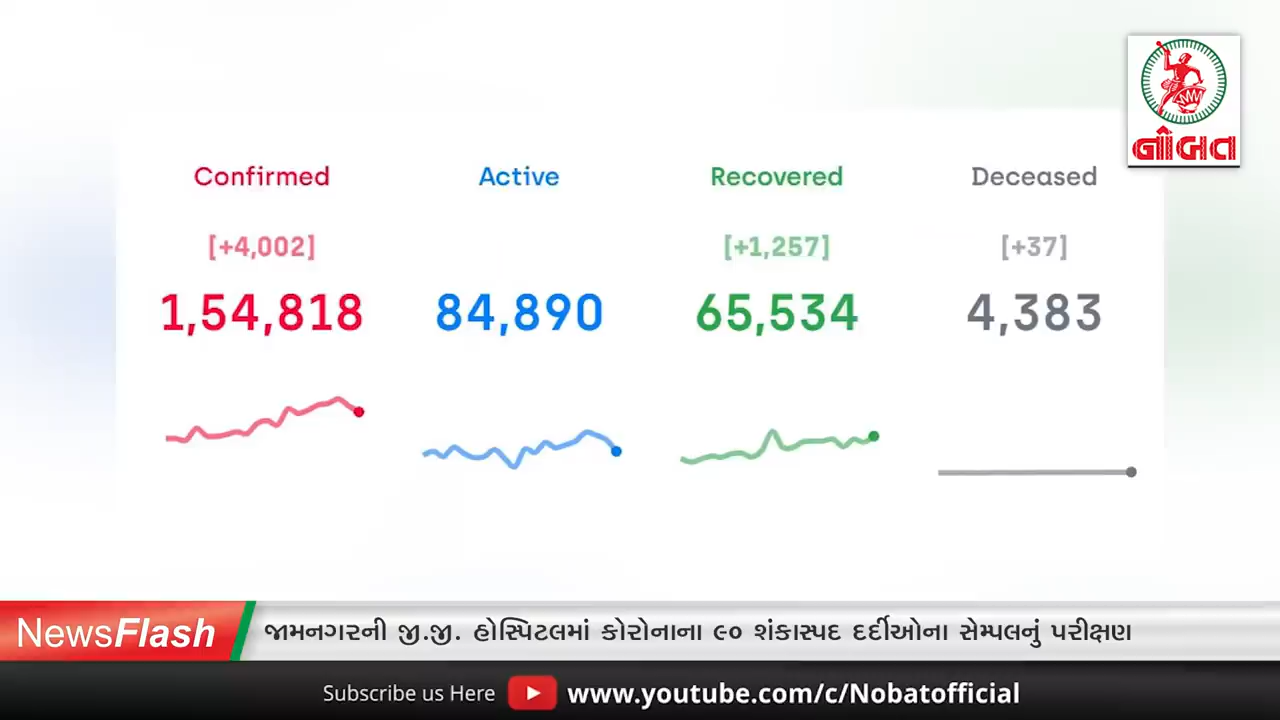 નોબત
Confirmed Active Recovered Deceased
[+4,002] [+1,257] [+37]
1,54,818 84,890 65,534 4,383
NewsFlash જામનગરની જી.જી. હોસ્પિટલમાં કોરોનાના ૯૦ શંકાસ્પદ દર્દીઓના સેમ્પલનું પરીક્ષણ
Subscribe us Here www.youtube.com/c/Nobatofficial